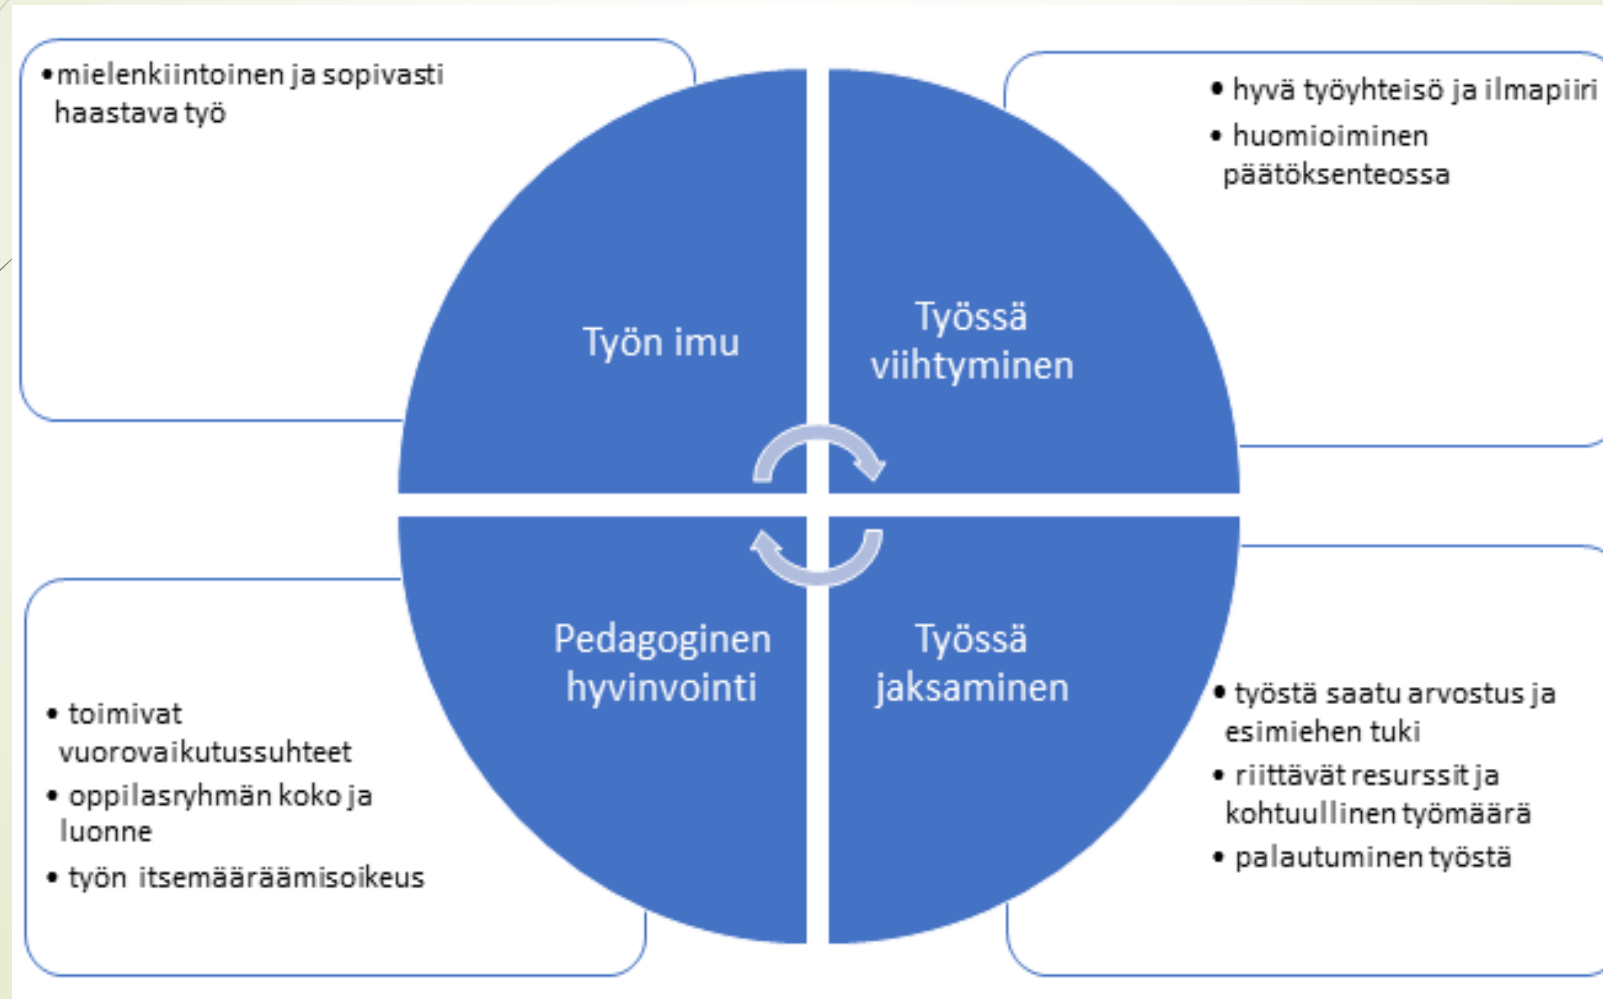 •mielenkiintoinen ja sopivasti
haastava työ
• hyvä työyhteisö ja ilmapiiri
• huomioiminen
päätöksenteossa
Työn imu
Työssä
viihtyminen
Pedagoginen
hyvinvointi
Työssä
jaksaminen
• toimivat
vuorovaikutussuhteet
• oppilasryhmän koko ja
luonne
• työn itsemääräämisoikeus
• työstä saatu arvostus ja
esimiehen tuki
• riittävät resurssit ja
kohtuullinen työmäärä
• palautuminen työstä